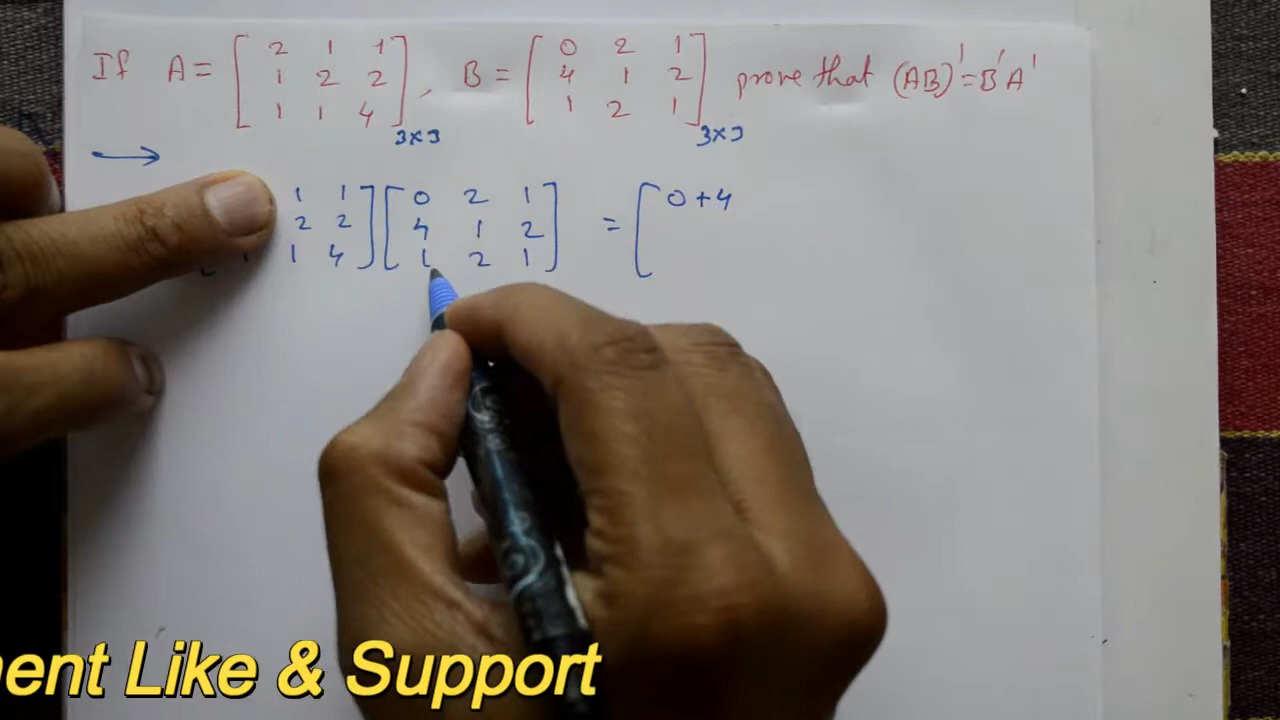 If A = [ 2 1 1 ; 1 2 2 ; 1 1 4 ] 3×3 , B = [ 0 2 1 ; 4 1 2 ; 1 2 1 ] 3×3 prove that (AB)' = B'A'
→
1 1 ] [ 0 2 1 ] = [ 0+4
2 2 ] [ 4 1 2 ]
1 4 ] [ 1 2 1 ]
ent Like & Support